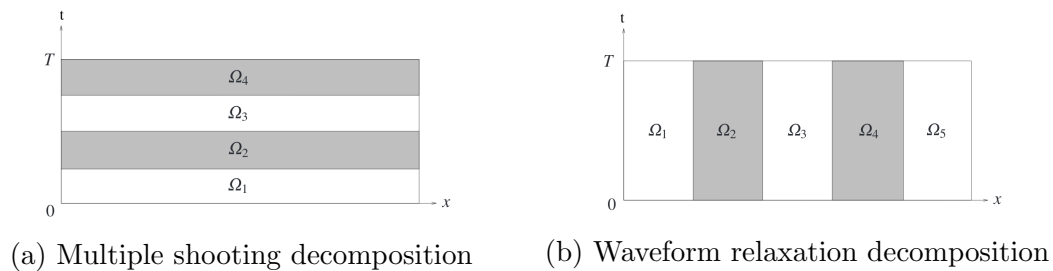 t
T
Ω₄
Ω₃
Ω₂
Ω₁
0
x
(a) Multiple shooting decomposition
t
T
Ω₁ Ω₂ Ω₃ Ω₄ Ω₅
0
x
(b) Waveform relaxation decomposition